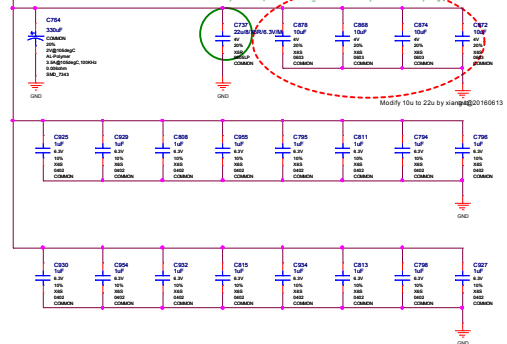 C764
330uF
COMMON
20%
2V@105degC
AL-Polymer
3.5A@105degC,100KHz
0.009ohm
SMD_7343
GND
C737
4V
20%
COMMON
GND
C878
10uF
4V
20%
X6S
0603
COMMON
C868
10uF
4V
20%
X6S
0603
COMMON
C874
10uF
4V
20%
X6S
0603
COMMON
C872
10uF
4V
20%
X6S
0603
COMMON
GND
C925
1uF
6.3V
10%
X6S
0402
COMMON
C929
1uF
6.3V
10%
X6S
0402
COMMON
C808
1uF
6.3V
10%
X6S
0402
COMMON
C955
1uF
6.3V
10%
X6S
0402
COMMON
C795
1uF
6.3V
10%
X6S
0402
COMMON
C811
1uF
6.3V
10%
X6S
0402
COMMON
C794
1uF
6.3V
10%
X6S
0402
COMMON
C796
1uF
6.3V
10%
X6S
0402
COMMON
GND
C930
1uF
6.3V
10%
X6S
0402
COMMON
C954
1uF
6.3V
10%
X6S
0402
COMMON
C932
1uF
6.3V
10%
X6S
0402
COMMON
C815
1uF
6.3V
10%
X6S
0402
COMMON
C934
1uF
6.3V
10%
X6S
0402
COMMON
C813
1uF
6.3V
10%
X6S
0402
COMMON
C798
1uF
6.3V
10%
X6S
0402
COMMON
C927
1uF
6.3V
10%
X6S
0402
COMMON
GND
Modify 10u to 22u by